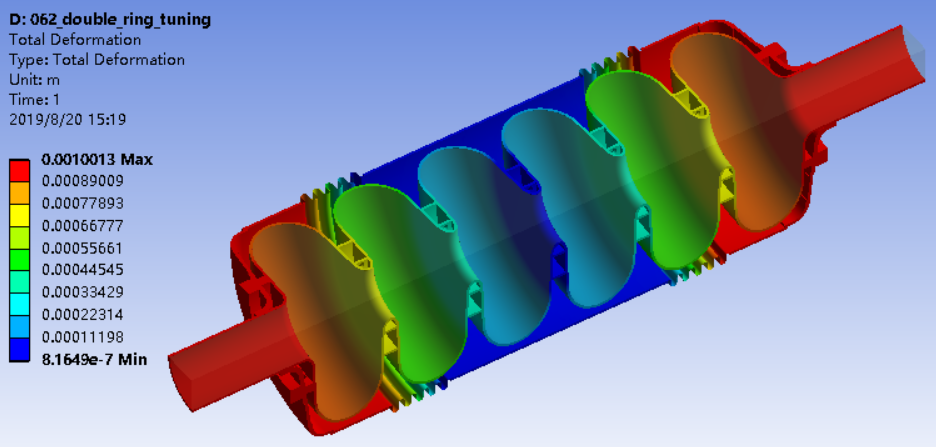 D: 062_double_ring_tuning
Total Deformation
Type: Total Deformation
Unit: m
Time: 1
2019/8/20 15:19
0.0010013 Max
0.00089009
0.00077893
0.00066777
0.00055661
0.00044545
0.00033429
0.00022314
0.00011198
8.1649e-7 Min